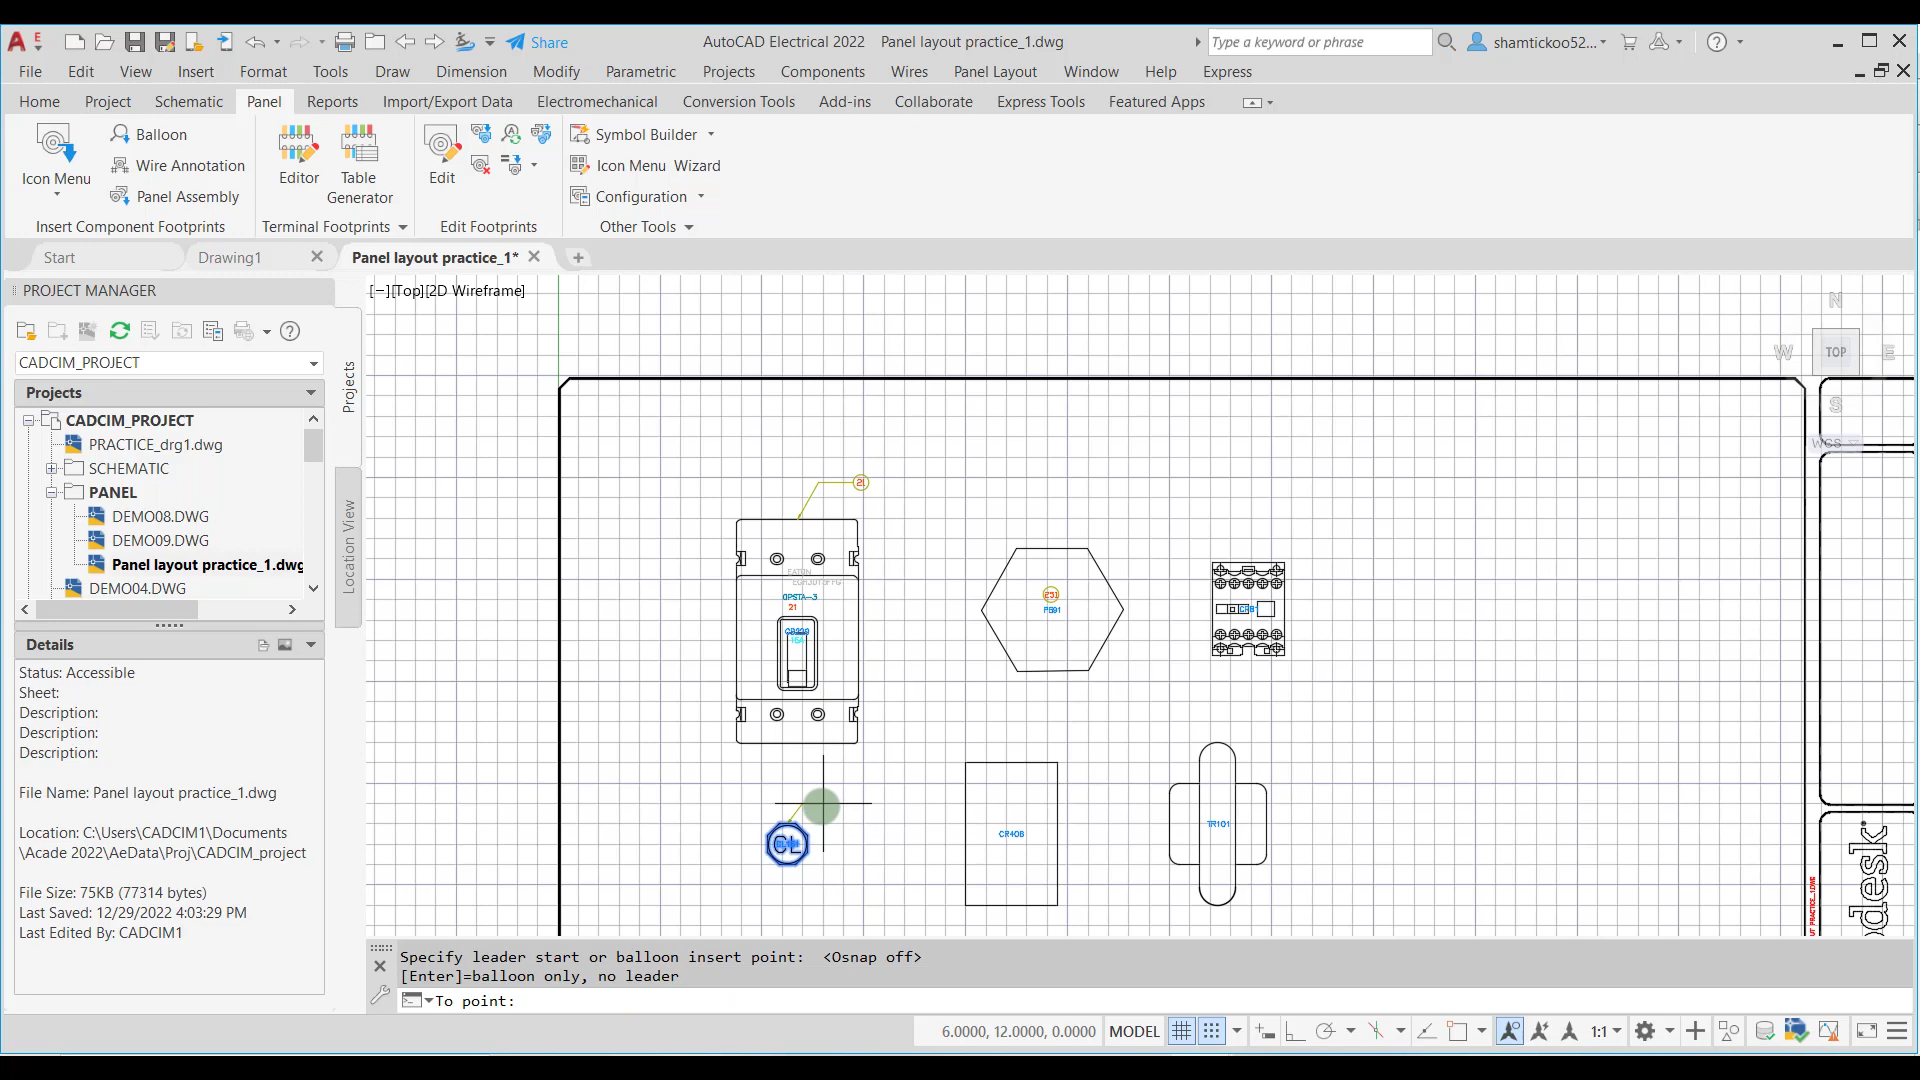 Share
AutoCAD Electrical 2022 Panel layout practice_1.dwg
Type a keyword or phrase
shamtickoo52...
File Edit View Insert Format Tools Draw Dimension Modify Parametric Projects Components Wires Panel Layout Window Help Express
Home Project Schematic Panel Reports Import/Export Data Electromechanical Conversion Tools Add-ins Collaborate Express Tools Featured Apps
Icon Menu
Balloon
Wire Annotation
Panel Assembly
Insert Component Footprints
Editor
Table Generator
Terminal Footprints
Edit
Edit Footprints
Symbol Builder
Icon Menu Wizard
Configuration
Other Tools
Start Drawing1 Panel layout practice_1*
PROJECT MANAGER
CADCIM_PROJECT
Projects
CADCIM_PROJECT
PRACTICE_drg1.dwg
SCHEMATIC
PANEL
DEMO08.DWG
DEMO09.DWG
Panel layout practice_1.dwg
DEMO04.DWG
Projects
Location View
Details
Status: Accessible
Sheet:
Description:
Description:
Description:
File Name: Panel layout practice_1.dwg
Location: C:\Users\CADCIM1\Documents
\Acade 2022\AeData\Proj\CADCIM_project
File Size: 75KB (77314 bytes)
Last Saved: 12/29/2022 4:03:29 PM
Last Edited By: CADCIM1
[−][Top][2D Wireframe]
N
W TOP E
S
WCS
21
EATON
OPSTA-3
21
15A
PB91
CL
CR408
TR101
odesk
Specify leader start or balloon insert point: <Osnap off>
[Enter]=balloon only, no leader
To point:
6.0000, 12.0000, 0.0000 MODEL 1:1